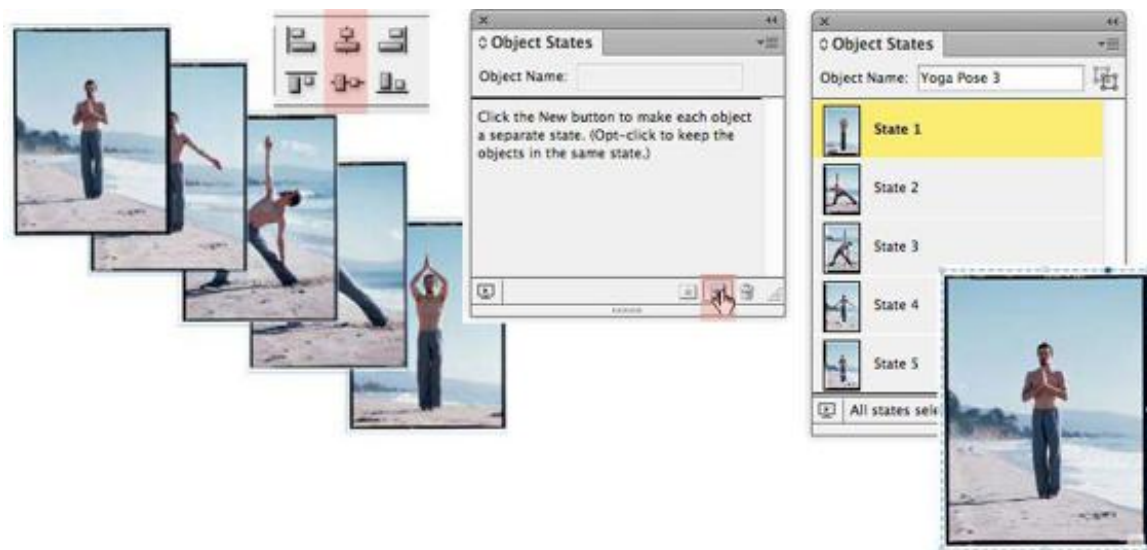 Object States
Object Name:
Click the New button to make each object
a separate state. (Opt-click to keep the
objects in the same state.)
Object States
Object Name: Yoga Pose 3
State 1
State 2
State 3
State 4
State 5
All states sele